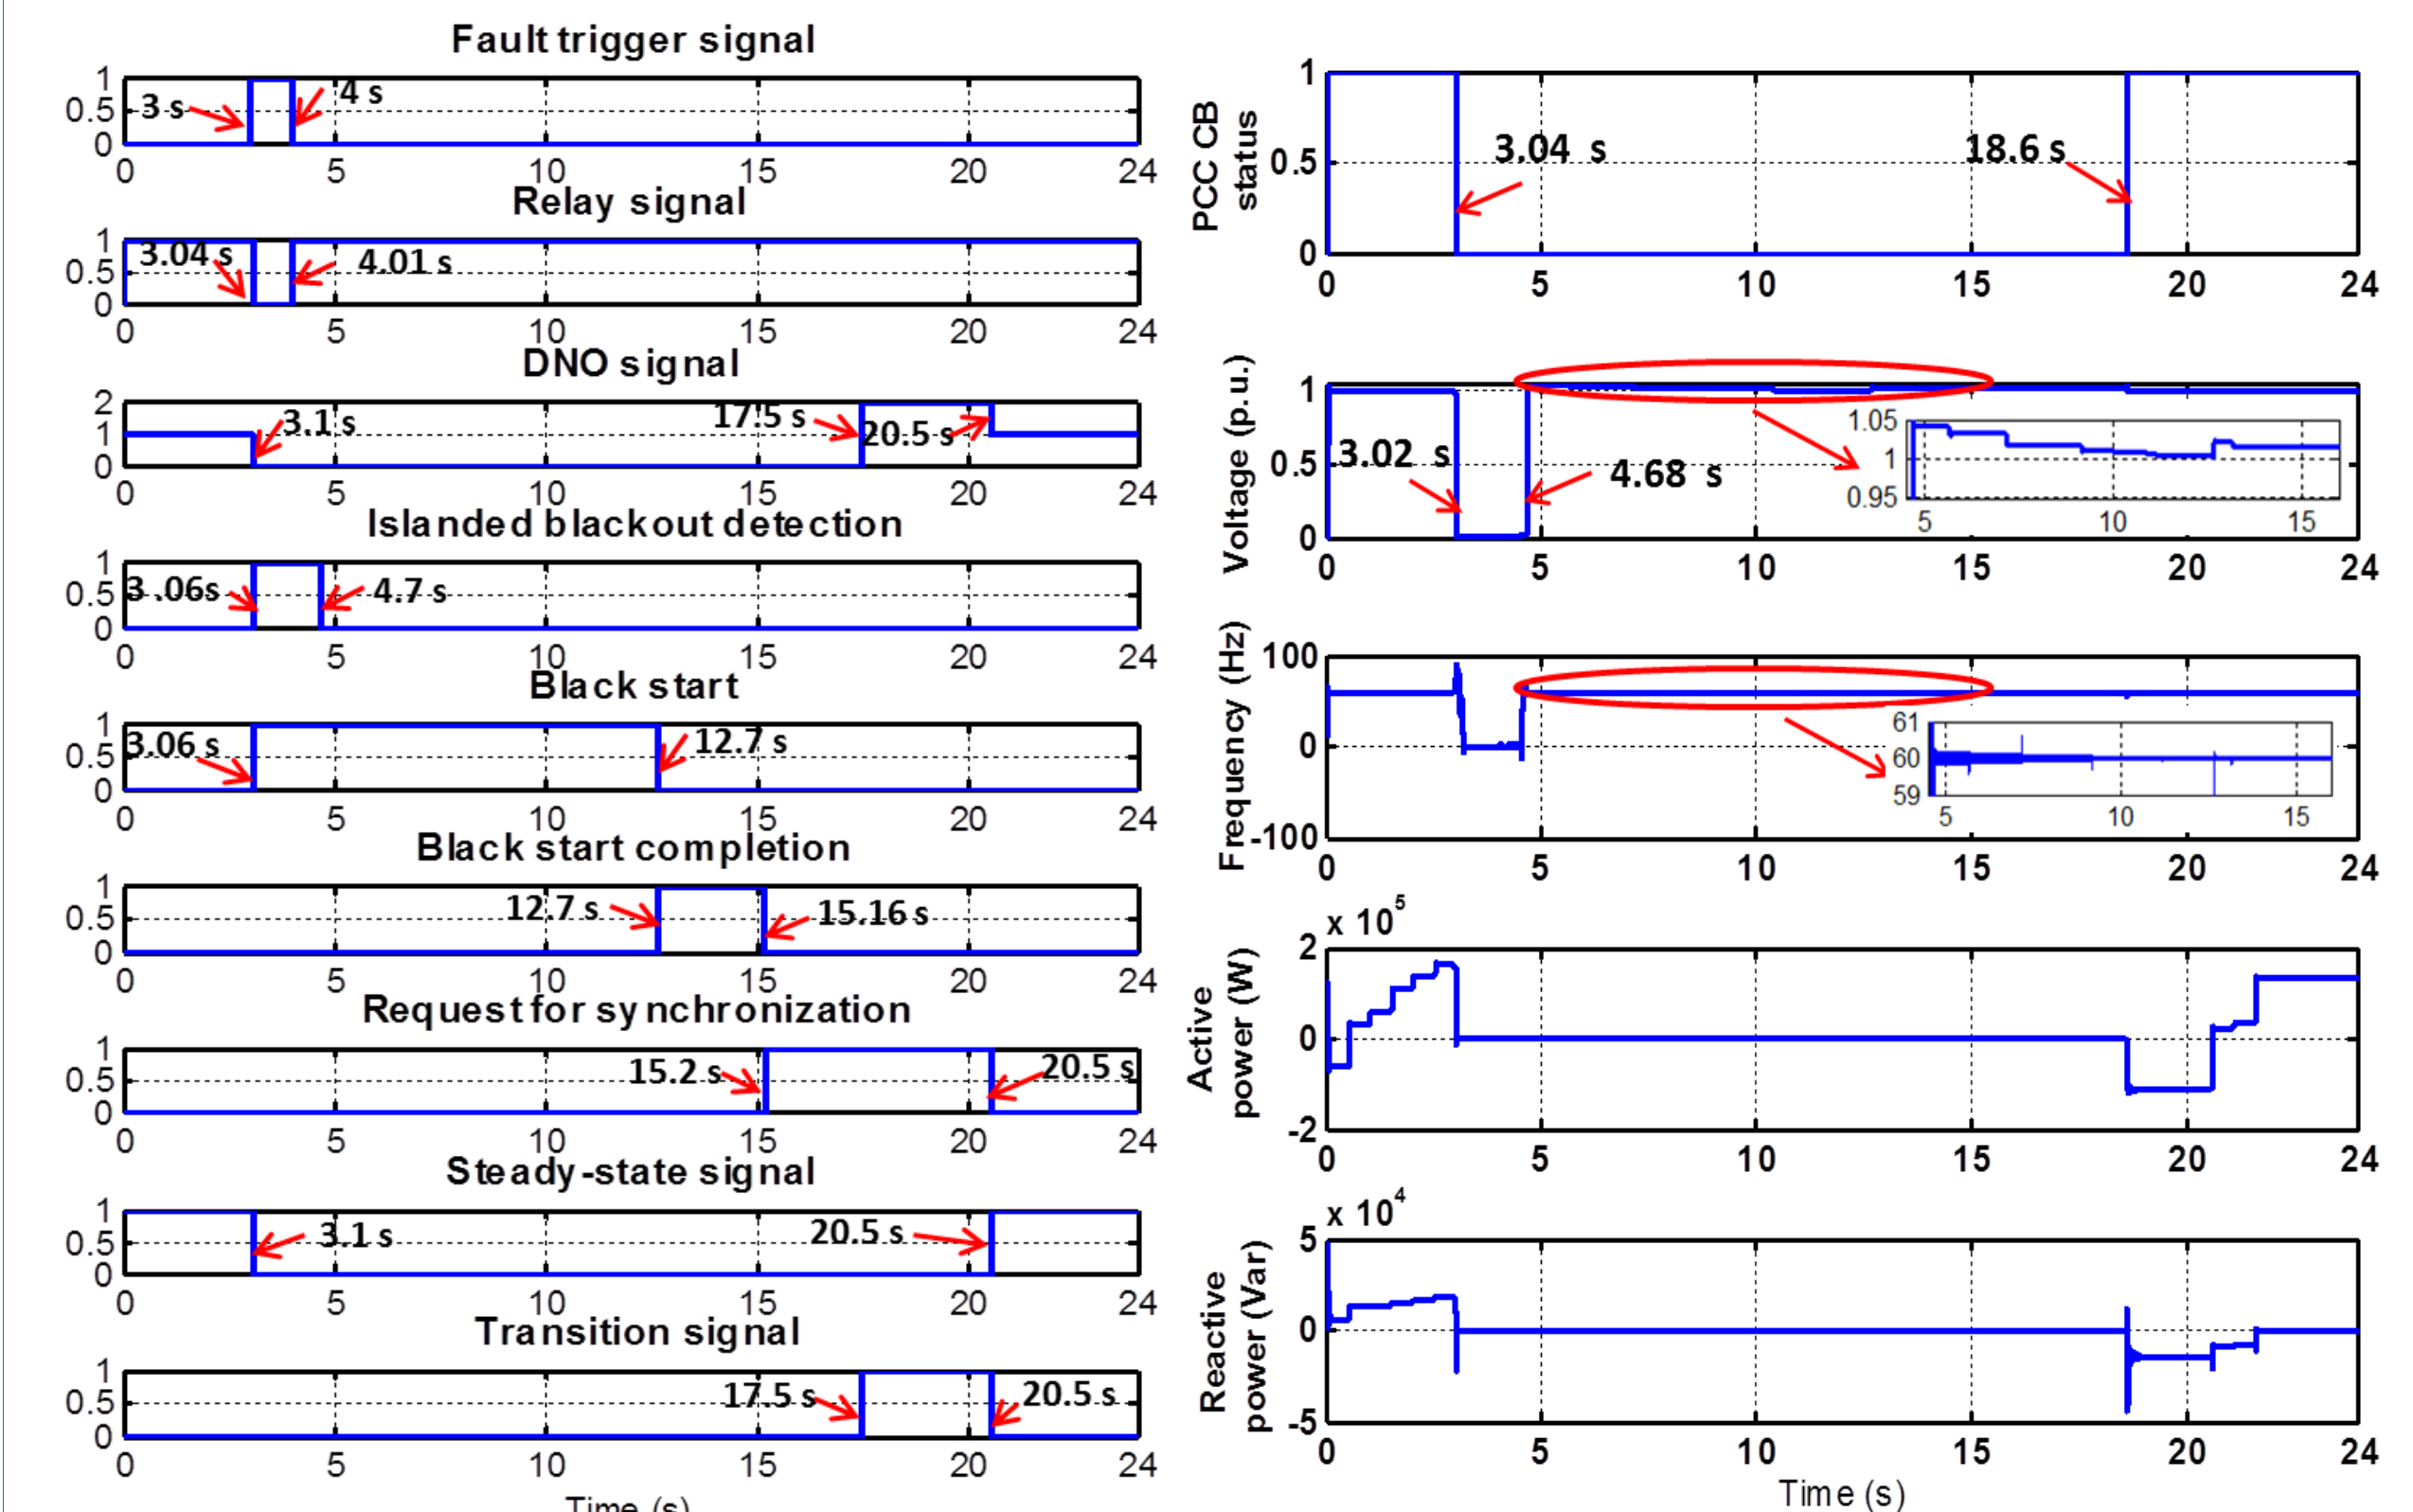 Fault trigger signal
1
0.5
0
3 s
4 s
0 5 10 15 20 24
Relay signal
1
0.5
0
3.04 s
4.01 s
0 5 10 15 20 24
DNO signal
2
1
0
3.1 s
17.5 s
20.5 s
0 5 10 15 20 24
Islanded blackout detection
1
0.5
0
3 .06s
4.7 s
0 5 10 15 20 24
Black start
1
0.5
0
3.06 s
12.7 s
0 5 10 15 20 24
Black start completion
1
0.5
0
12.7 s
15.16 s
0 5 10 15 20 24
Request for synchronization
1
0.5
0
15.2 s
20.5 s
0 5 10 15 20 24
Steady-state signal
1
0.5
0
3.1 s
20.5 s
0 5 10 15 20 24
Transition signal
1
0.5
0
17.5 s
20.5 s
0 5 10 15 20 24
Time (s)
PCC CB
status
1
0.5
0
3.04 s
18.6 s
0 5 10 15 20 24
Voltage (p.u.)
1
0.5
0
3.02 s
4.68 s
1.05
1
0.95
5 10 15
0 5 10 15 20 24
Frequency (Hz)
100
0
-100
61
60
59
5 10 15
0 5 10 15 20 24
Active
power (W)
x 10^5
2
0
-2
0 5 10 15 20 24
Reactive
power (Var)
x 10^4
5
0
-5
0 5 10 15 20 24
Time (s)